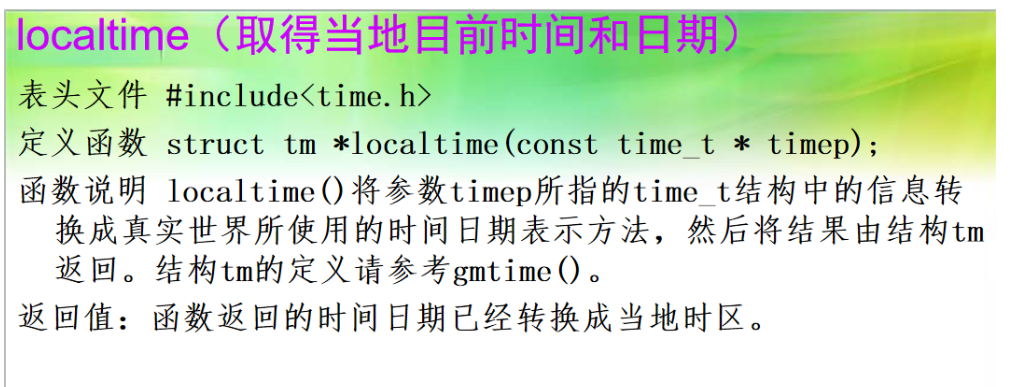 localtime（取得当地目前时间和日期）
表头文件 #include<time.h>
定义函数 struct tm *localtime(const time_t * timep);
函数说明 localtime()将参数timep所指的time_t结构中的信息转
换成真实世界所使用的时间日期表示方法，然后将结果由结构tm
返回。结构tm的定义请参考gmtime()。
返回值：函数返回的时间日期已经转换成当地时区。